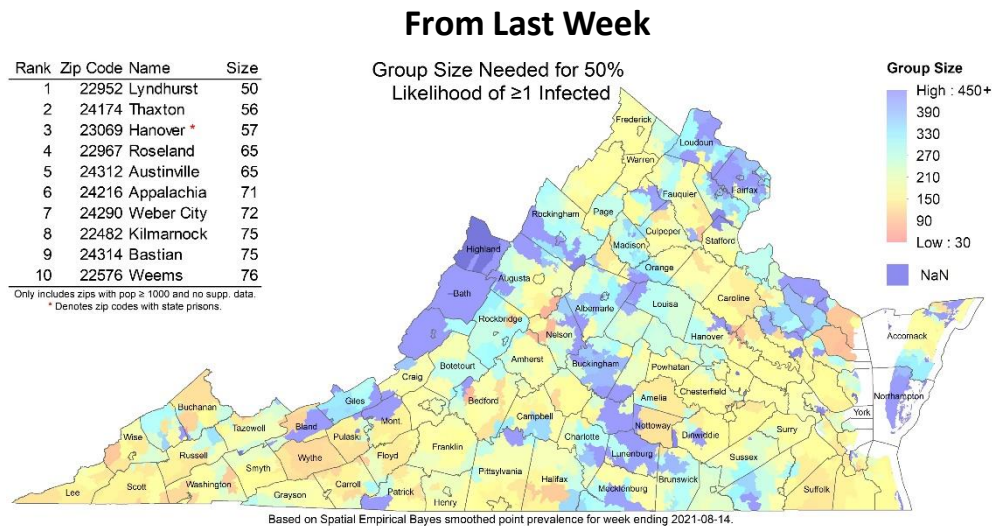 From Last Week
Rank Zip Code Name Size
1 22952 Lyndhurst 50
2 24174 Thaxton 56
3 23069 Hanover * 57
4 22967 Roseland 65
5 24312 Austinville 65
6 24216 Appalachia 71
7 24290 Weber City 72
8 22482 Kilmarnock 75
9 24314 Bastian 75
10 22576 Weems 76
Only includes zips with pop ≥ 1000 and no supp. data.
* Denotes zip codes with state prisons.
Group Size Needed for 50%
Likelihood of ≥1 Infected
Group Size
High : 450+
390
330
270
210
150
90
Low : 30
NaN
Frederick
Loudoun
Warren
Fauquier
Fairfax
Rockingham
Page
Culpeper
Stafford
Madison
Highland
Augusta
Orange
Bath
Albemarle
Louisa
Caroline
Rockbridge
Nelson
Hanover
Accomack
Botetourt
Amherst
Buckingham
Powhatan
Craig
Bedford
Amelia
Chesterfield
Northampton
York
Buchanan
Giles
Mont.
Campbell
Nottoway
Dinwiddie
Wise
Tazewell
Bland
Pulaski
Charlotte
Surry
Russell
Wythe
Floyd
Franklin
Lunenburg
Sussex
Smyth
Pittsylvania
Lee
Scott
Washington
Carroll
Patrick
Halifax
Mecklenburg
Brunswick
Suffolk
Grayson
Henry
Based on Spatial Empirical Bayes smoothed point prevalence for week ending 2021-08-14.